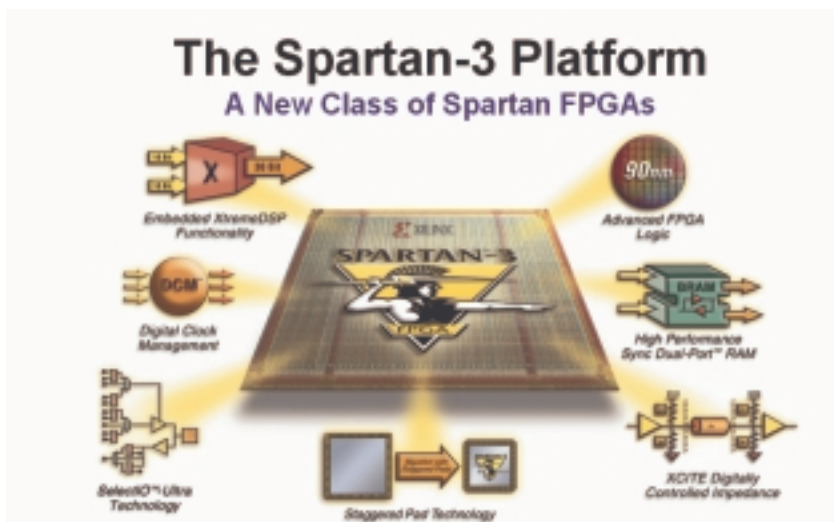 The Spartan-3 Platform
A New Class of Spartan FPGAs
X
Embedded XtremeDSP
Functionality
90nm
Advanced FPGA
Logic
XILINX
SPARTAN-3
FPGA
DCM
Digital Clock
Management
BRAM
High Performance
Sync Dual-Port™ RAM
SelectIO™-Ultra
Technology
Staggered Pad Technology
XCITE Digitally
Controlled Impedance